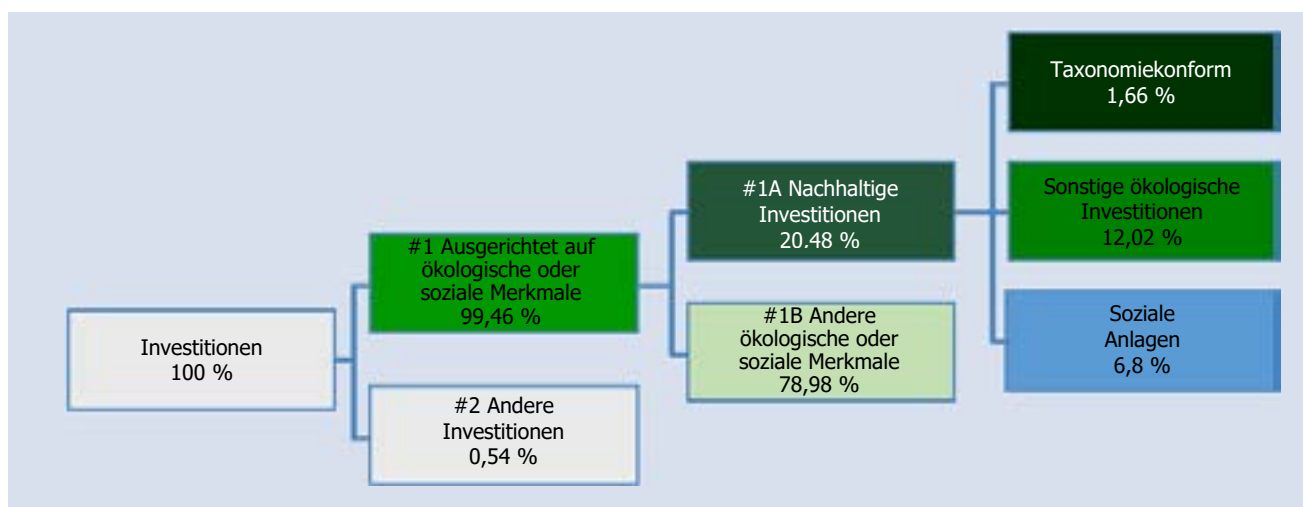 Investitionen
100 %
#1 Ausgerichtet auf
ökologische oder
soziale Merkmale
99,46 %
#2 Andere
Investitionen
0,54 %
#1A Nachhaltige
Investitionen
20.48 %
#1B Andere
ökologische oder
soziale Merkmale
78,98 %
Taxonomiekonform
1,66 %
Sonstige ökologische
Investitionen
12,02 %
Soziale
Anlagen
6,8 %